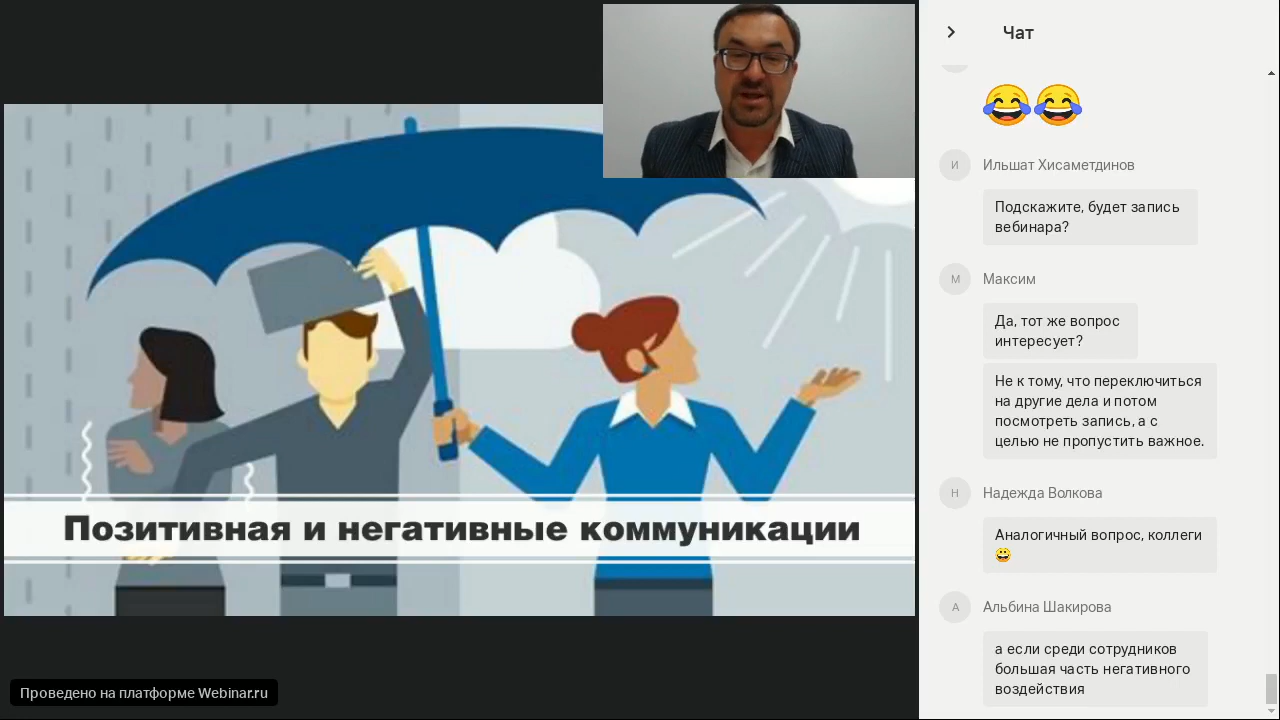 Позитивная и негативные коммуникации
Проведено на платформе Webinar.ru
Чат
И
Ильшат Хисаметдинов
Подскажите, будет запись
вебинара?
М
Максим
Да, тот же вопрос
интересует?
Не к тому, что переключиться
на другие дела и потом
посмотреть запись, а с
целью не пропустить важное.
Н
Надежда Волкова
Аналогичный вопрос, коллеги
😀
А
Альбина Шакирова
а если среди сотрудников
большая часть негативного
воздействия